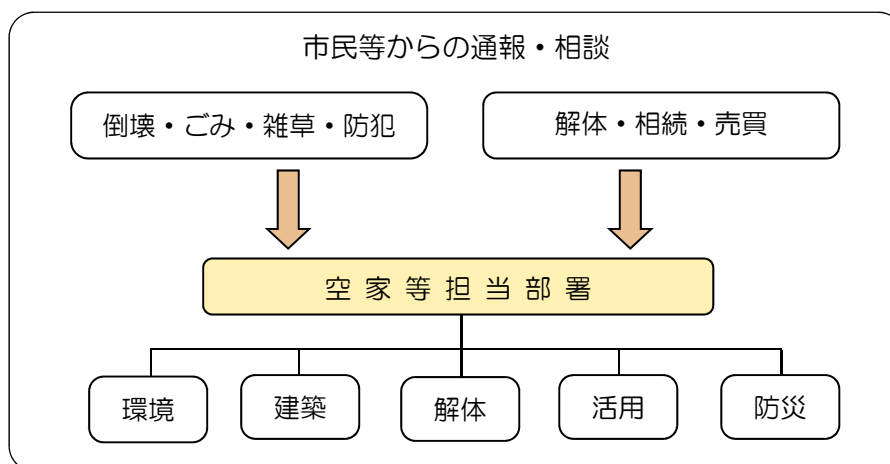 市民等からの通報・相談
倒壊・ごみ・雑草・防犯
解体・相続・売買
空家等担当部署
環境
建築
解体
活用
防災